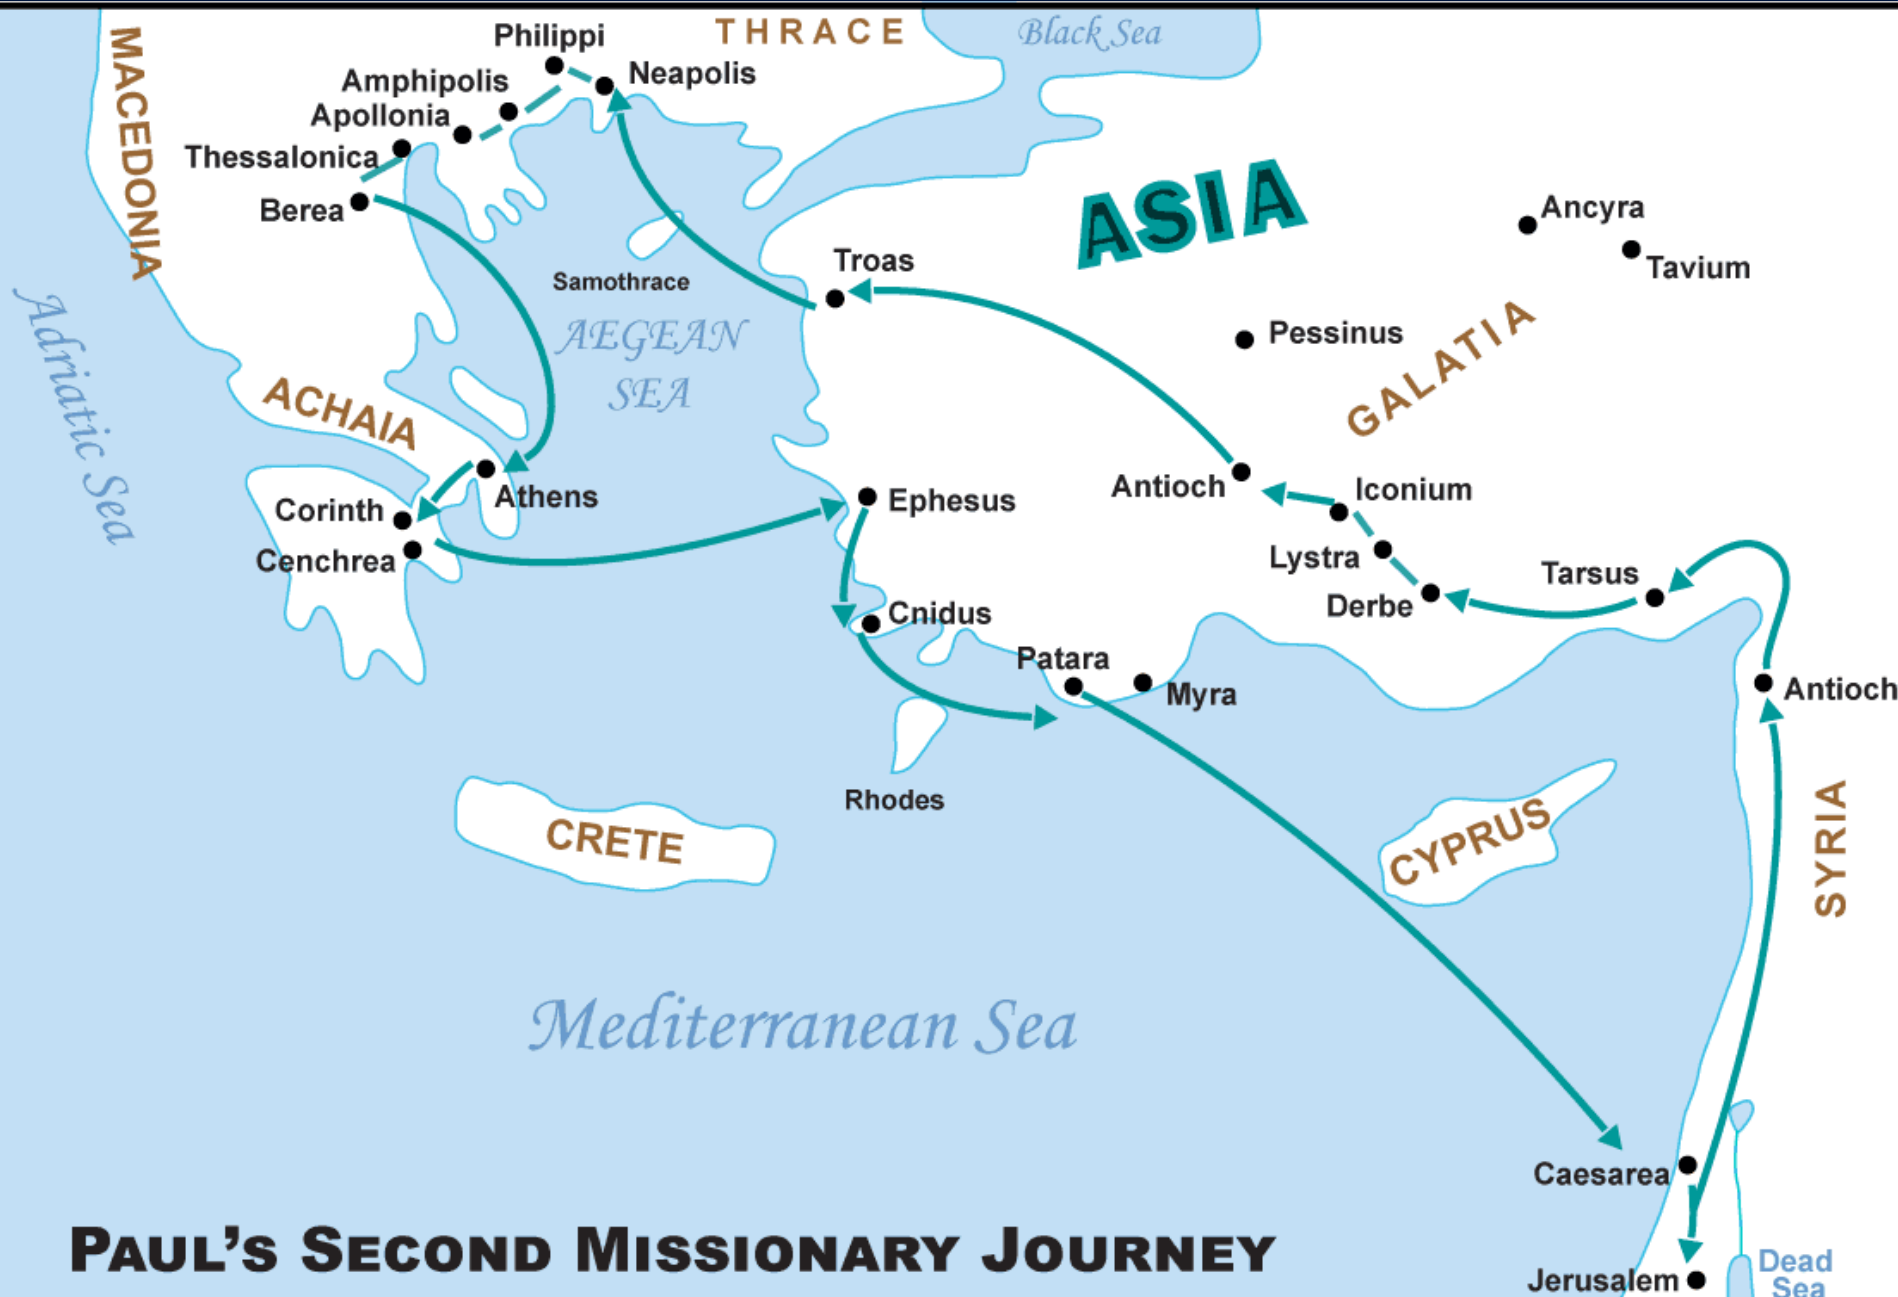 Philippi
THRACE
Black Sea
MACEDONIA
Amphipolis
Neapolis
Apollonia
Thessalonica
Berea
ASIA
Ancyra
Tavium
Troas
Samothrace
AEGEAN
SEA
Adriatic Sea
Pessinus
GALATIA
ACHAIA
Athens
Corinth
Cenchrea
Ephesus
Antioch
Iconium
Lystra
Derbe
Tarsus
Cnidus
Patara
Myra
Antioch
Rhodes
CRETE
CYPRUS
SYRIA
Mediterranean Sea
Caesarea
PAUL'S SECOND MISSIONARY JOURNEY
Jerusalem
Dead
Sea